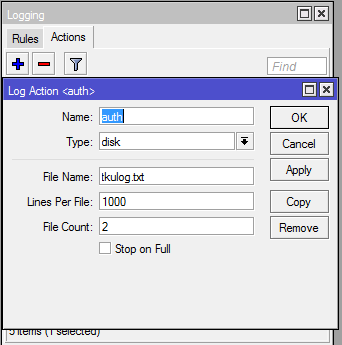 Logging
Rules Actions
Find
Log Action <auth>
Name: auth OK
Type: disk Cancel
Apply
File Name: tkulog.txt
Lines Per File: 1000 Copy
File Count: 2 Remove
Stop on Full
5 items (1 selected)